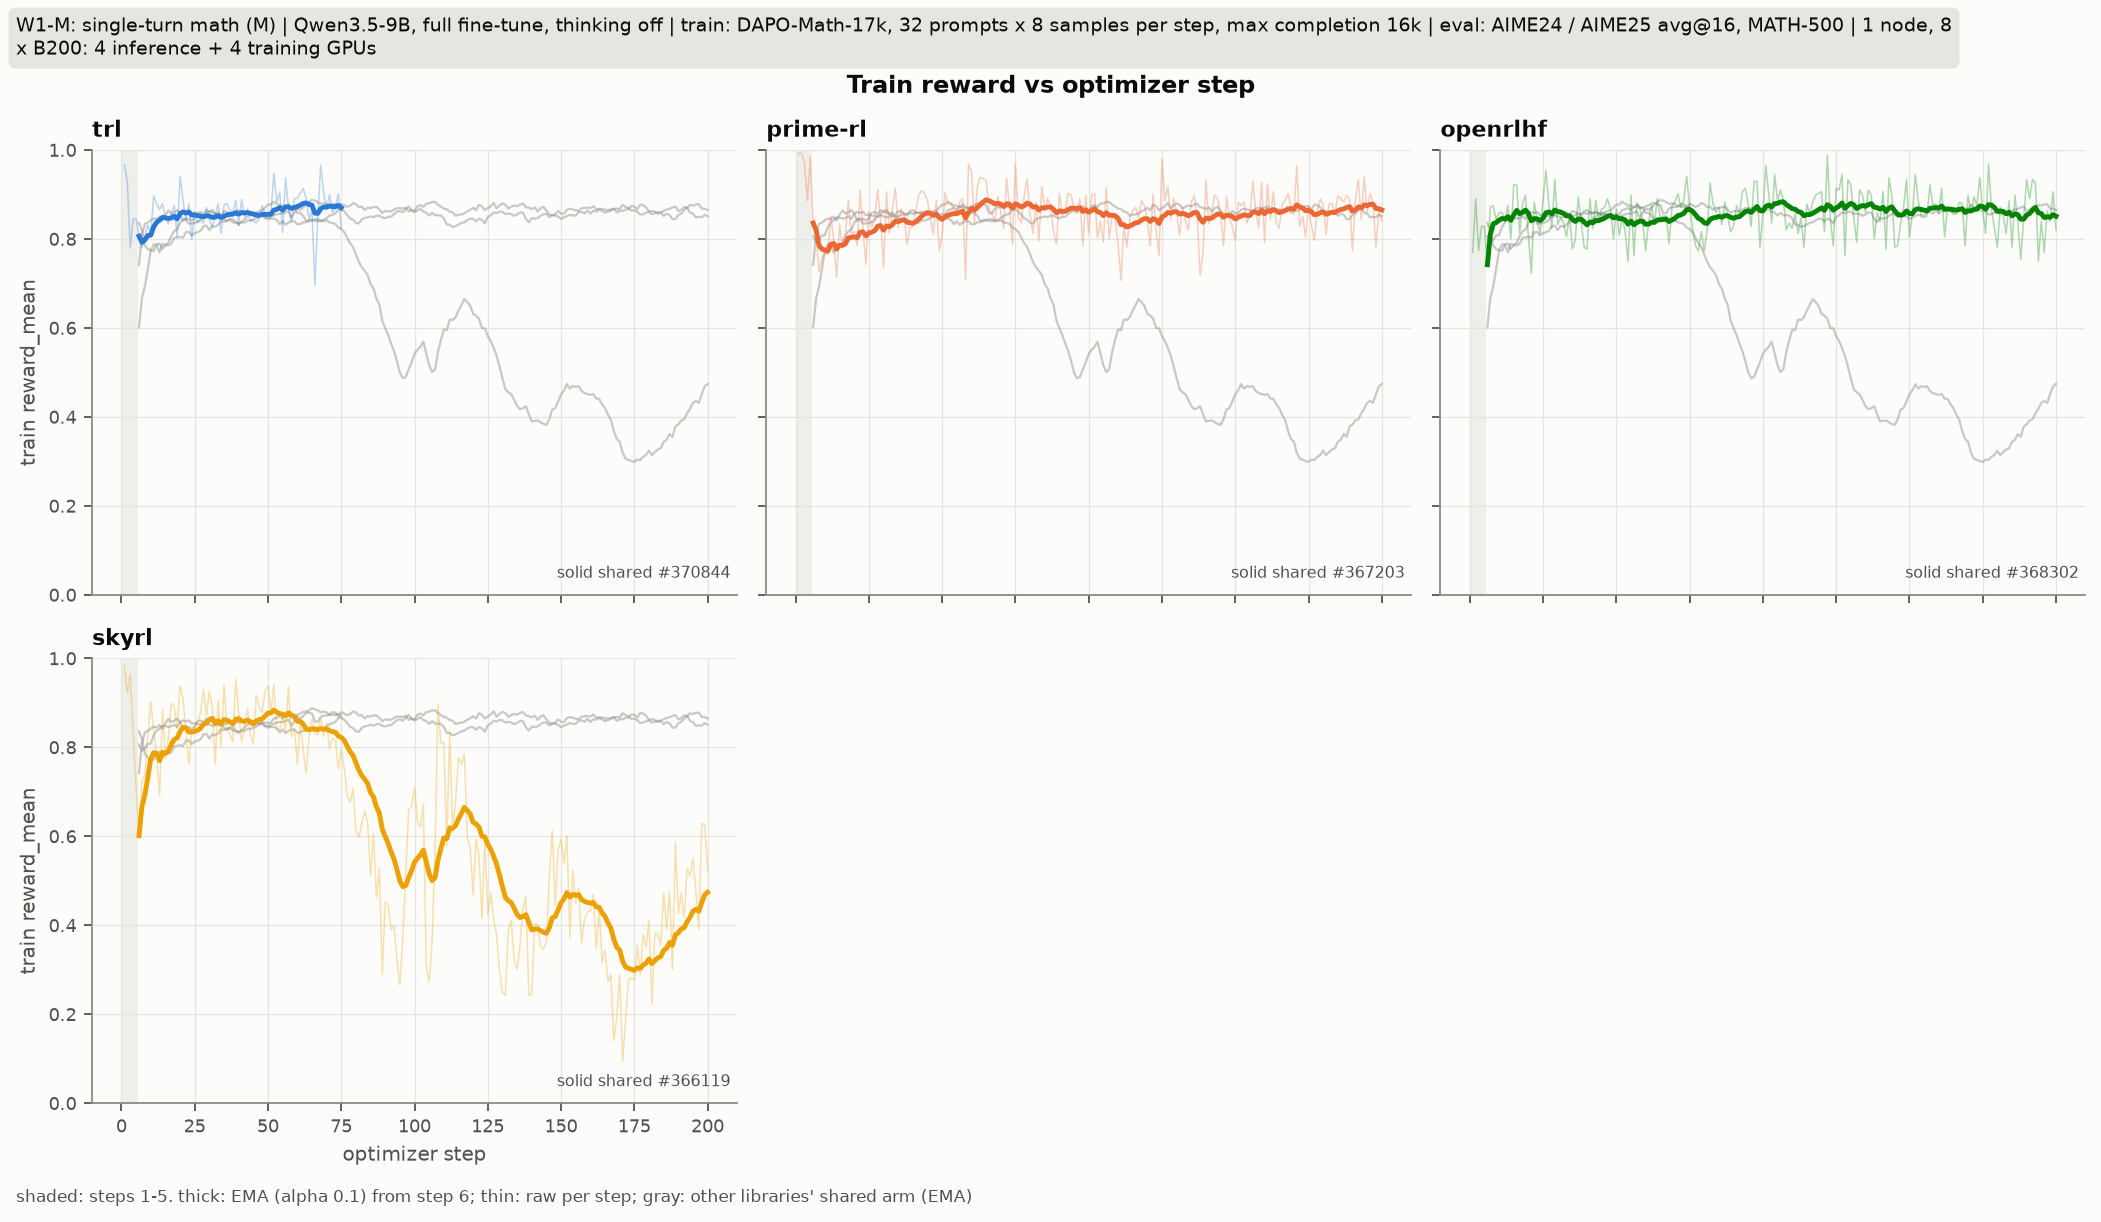 W1-M: single-turn math (M) | Qwen3.5-9B, full fine-tune, thinking off | train: DAPO-Math-17k, 32 prompts x 8 samples per step, max completion 16k | eval: AIME24 / AIME25 avg@16, MATH-500 | 1 node, 8
x B200: 4 inference + 4 training GPUs
Train reward vs optimizer step
trl
1.0
0.8
0.6
0.4
0.2
0.0
train reward_mean
solid shared #370844
prime-rl
solid shared #367203
openrlhf
solid shared #368302
skyrl
1.0
0.8
0.6
0.4
0.2
0.0
train reward_mean
solid shared #366119
0 25 50 75 100 125 150 175 200
optimizer step
shaded: steps 1-5. thick: EMA (alpha 0.1) from step 6; thin: raw per step; gray: other libraries' shared arm (EMA)